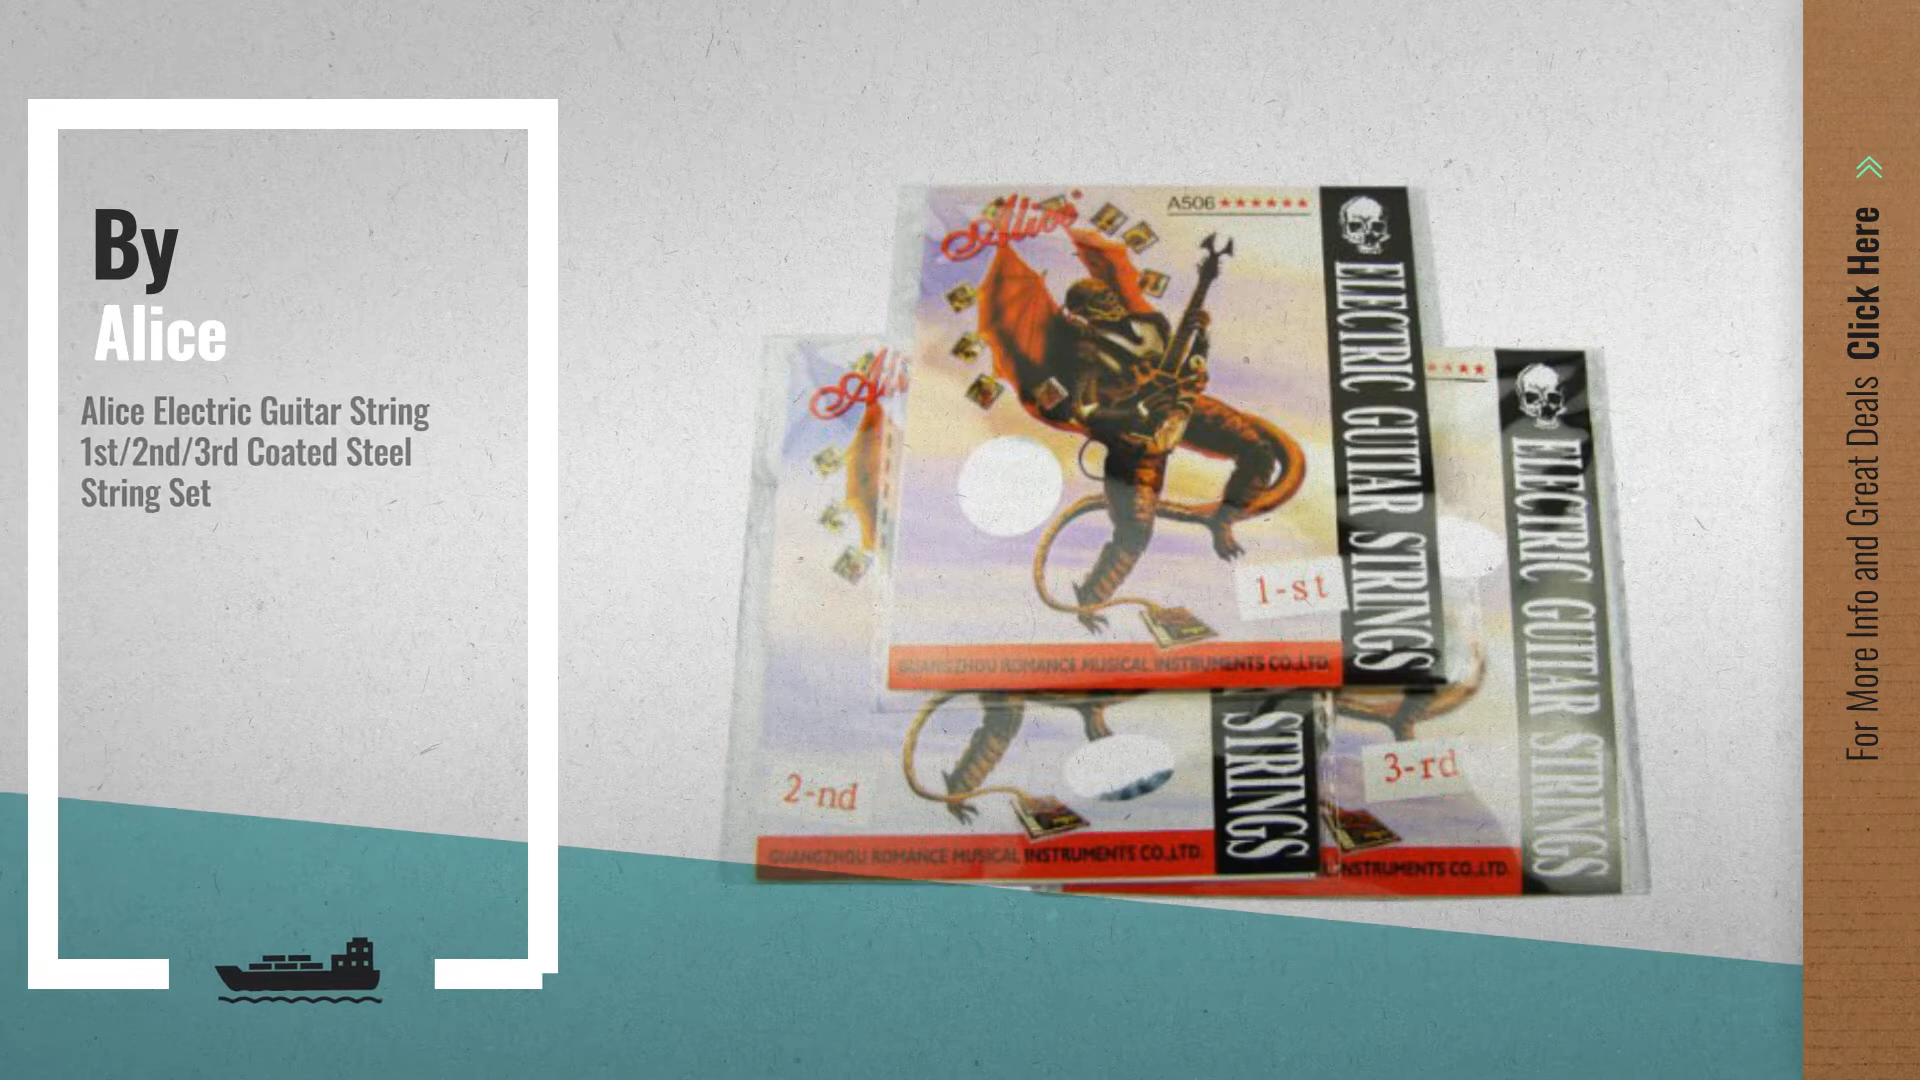 By
Alice
Alice Electric Guitar String
1st/2nd/3rd Coated Steel
String Set
Alice
A506 ★★★★★★
ELECTRIC GUITAR STRINGS
1-st
GUANGZHOU ROMANCE MUSICAL INSTRUMENTS CO.,LTD.
Ali
2-nd
STRINGS
GUANGZHOU ROMANCE MUSICAL INSTRUMENTS CO.,LTD.
ELECTRIC GUITAR STRINGS
3-rd
INSTRUMENTS CO.,LTD.
For More Info and Great Deals Click Here